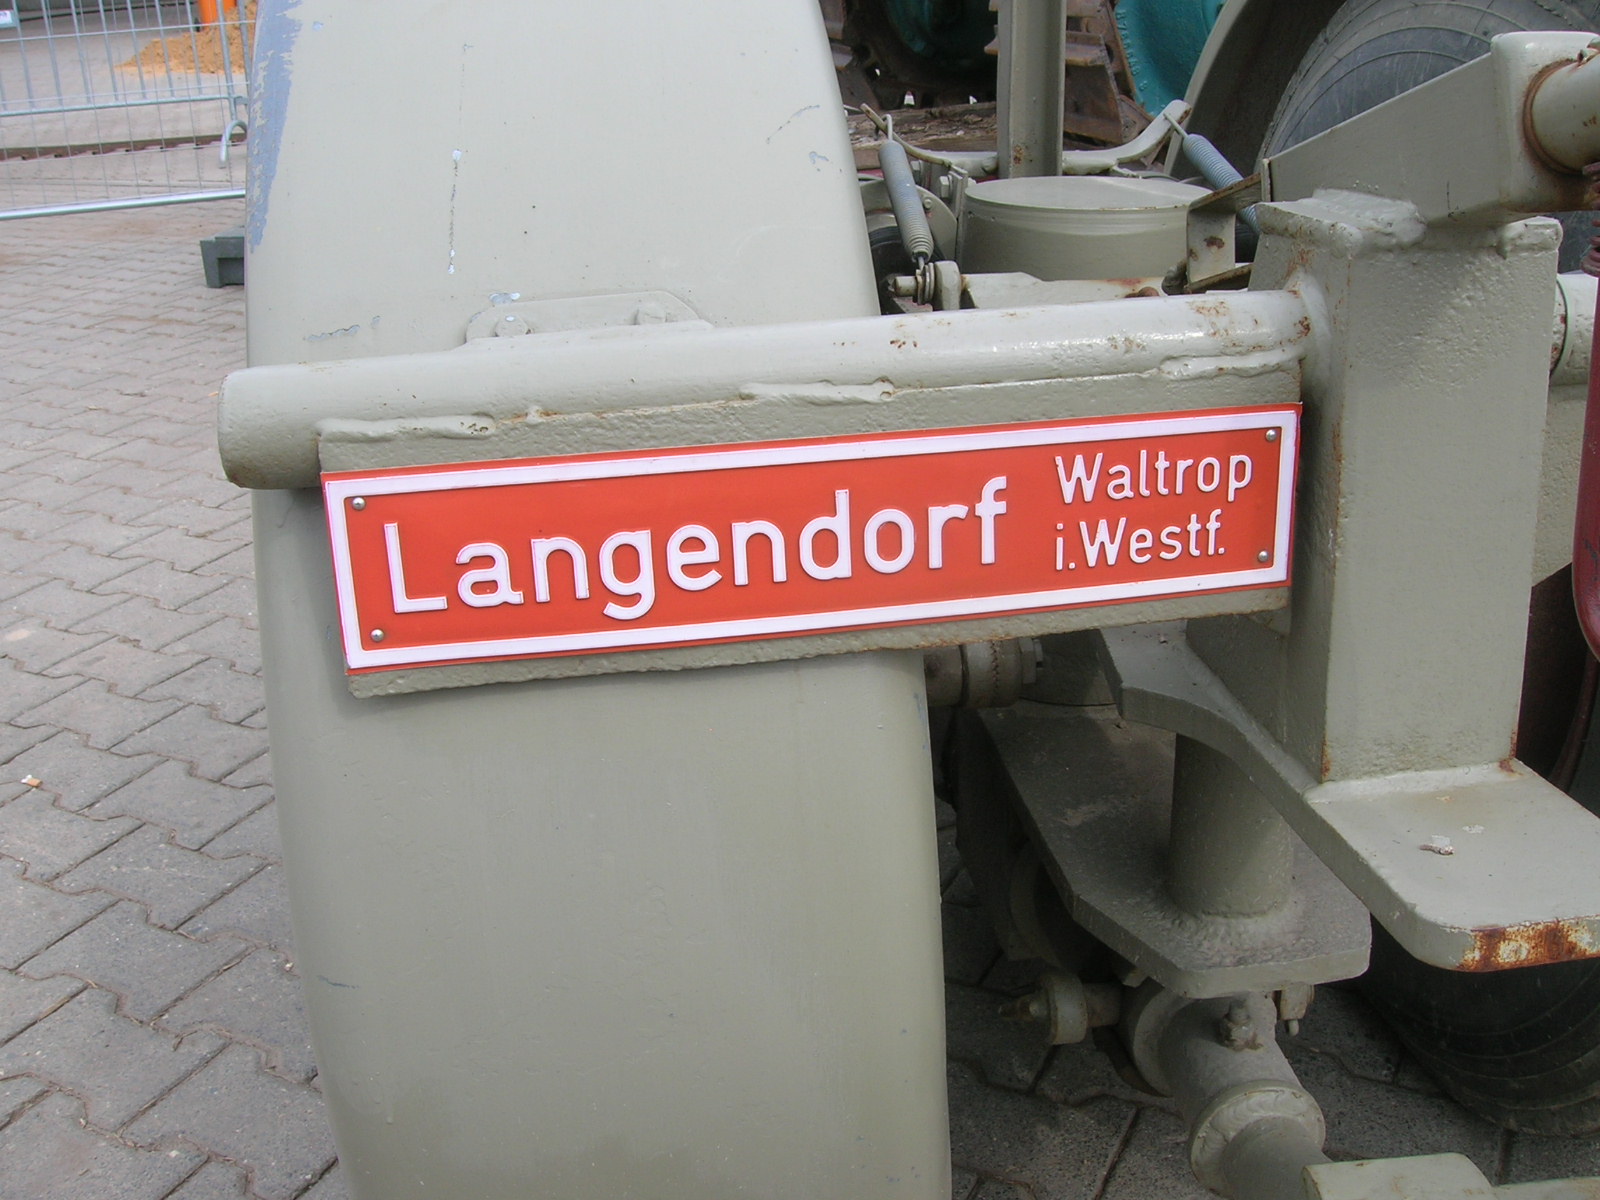 Langendorf
Waltrop
i.Westf.